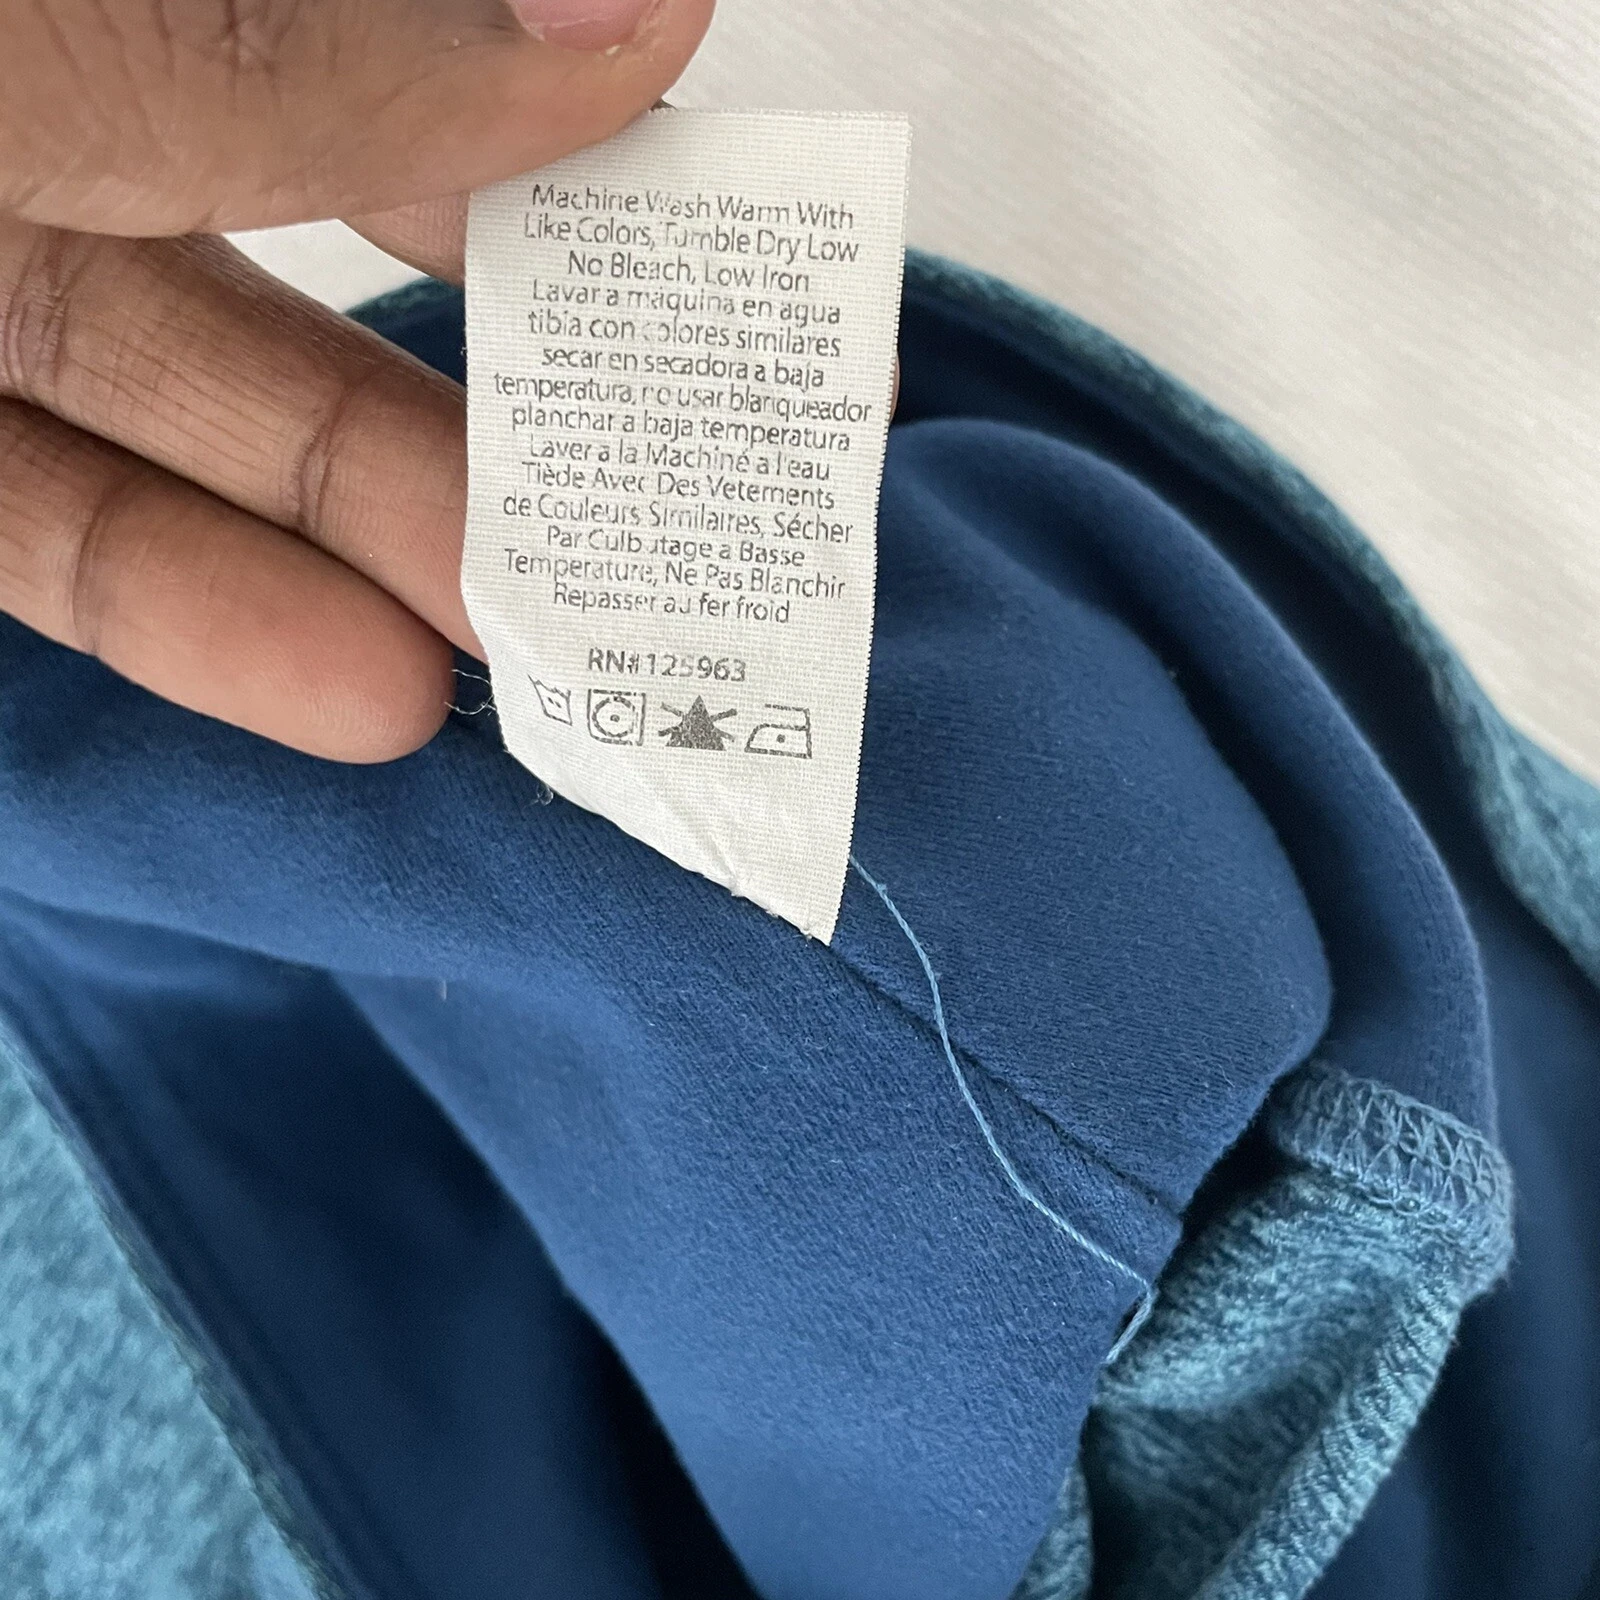 Machine Wash Warm With
Like Colors, Tumble Dry Low
No Bleach, Low Iron
Lavar a maquina en agua
tibia con colores similares
secar en secadora a baja
temperatura, no usar blanqueador
planchar a baja temperatura
Laver a la Machiné a l'eau
Tiède Avec Des Vetements
de Couleurs Similaires, Sécher
Par Culbutage a Basse
Temperature, Ne Pas Blanchir
Repasser au fer froid
RN#125963